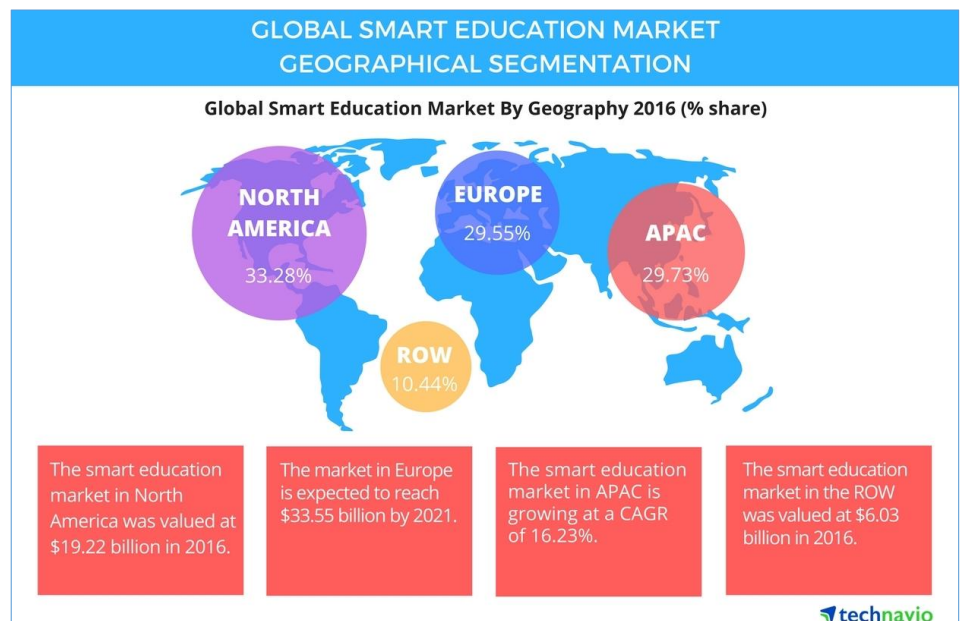 GLOBAL SMART EDUCATION MARKET
GEOGRAPHICAL SEGMENTATION
Global Smart Education Market By Geography 2016 (% share)
NORTH
AMERICA
33.28%
EUROPE
29.55%
APAC
29.73%
ROW
10.44%
The smart education
market in North
America was valued at
$19.22 billion in 2016.
The market in Europe
is expected to reach
$33.55 billion by 2021.
The smart education
market in APAC is
growing at a CAGR
of 16.23%.
The smart education
market in the ROW
was valued at $6.03
billion in 2016.
technavio